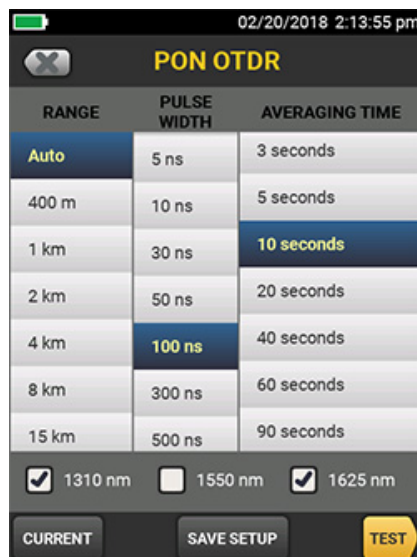 02/20/2018 2:13:55 pm
PON OTDR
RANGE
PULSE
WIDTH
AVERAGING TIME
Auto
5 ns
3 seconds
400 m
10 ns
5 seconds
1 km
30 ns
10 seconds
2 km
50 ns
20 seconds
4 km
100 ns
40 seconds
8 km
300 ns
60 seconds
15 km
500 ns
90 seconds
1310 nm
1550 nm
1625 nm
CURRENT
SAVE SETUP
TEST